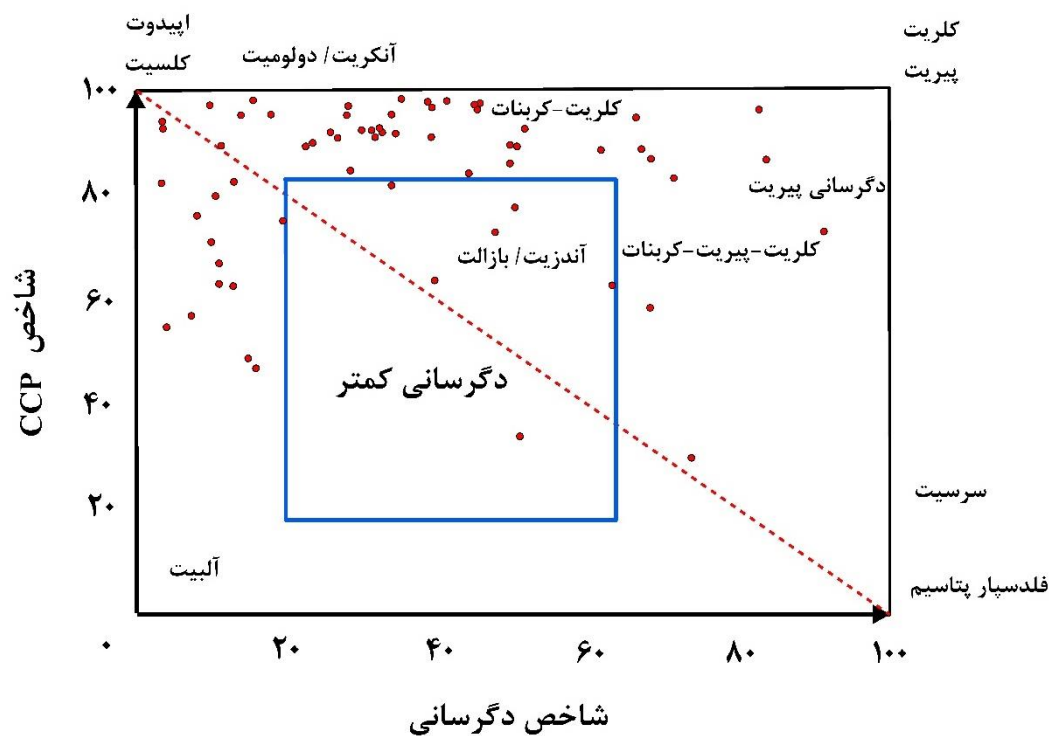 اپیدوت
کلسیت
آنکریت/ دولومیت
کلریت
پیریت
کلریت-کربنات
دگرسانی پیریت
کلریت-پیریت-کربنات
آندزیت/ بازالت
دگرسانی کمتر
سرسیت
آلبیت
فلدسپار پتاسیم
شاخص CCP
۱۰۰
۸۰
۶۰
۴۰
۲۰
۰
۲۰
۴۰
۶۰
۸۰
۱۰۰
شاخص دگرسانی